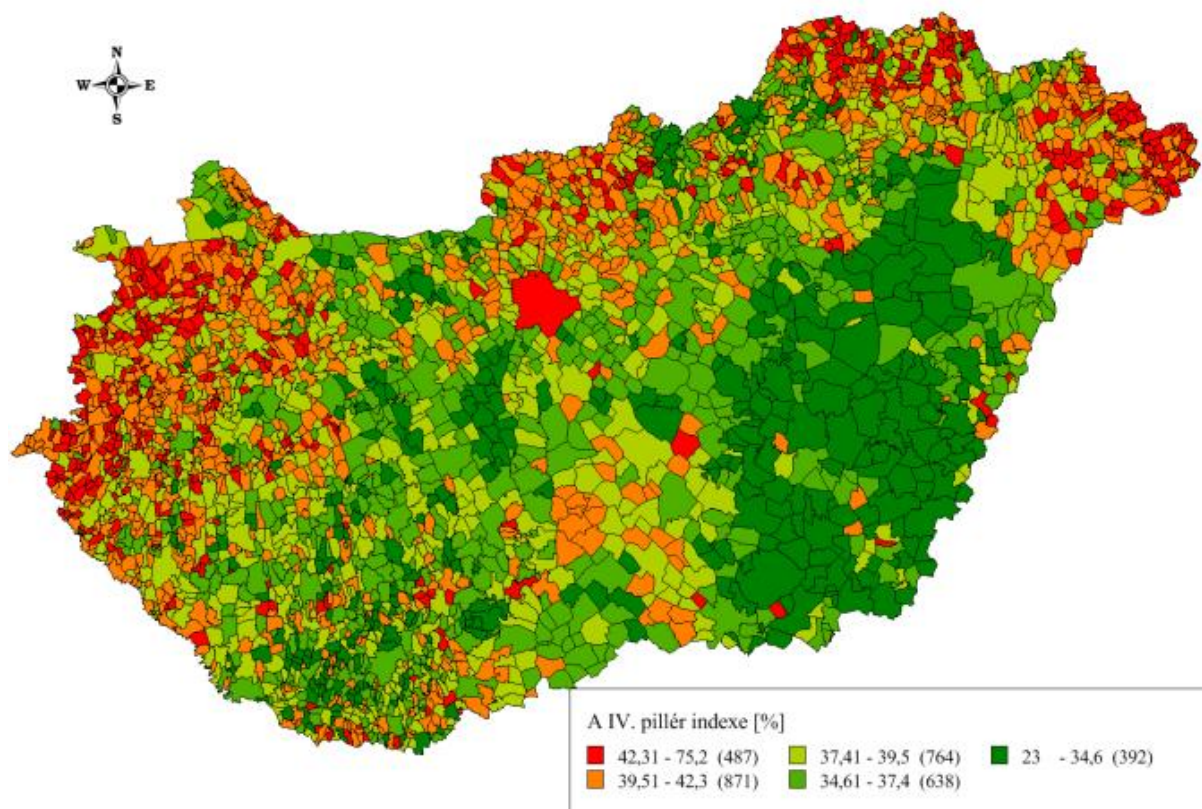 N
W E
S
A IV. pillér indexe [%]
42,31 - 75,2 (487) 37,41 - 39,5 (764) 23 - 34,6 (392)
39,51 - 42,3 (871) 34,61 - 37,4 (638)